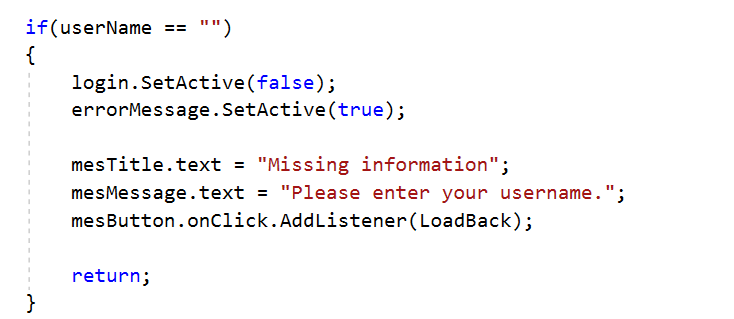 if(userName == "")
{
login.SetActive(false);
errorMessage.SetActive(true);
mesTitle.text = "Missing information";
mesMessage.text = "Please enter your username.";
mesButton.onClick.AddListener(LoadBack);
return;
}